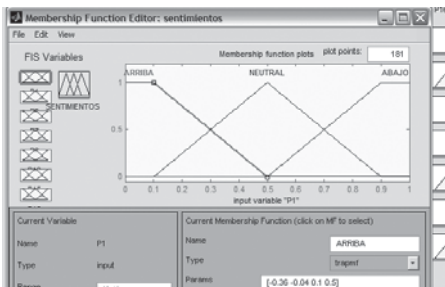 Membership Function Editor: sentimientos
File Edit View
FIS Variables
Membership function plots
plot points:
181
SENTIMIENTOS
ARRIBA
NEUTRAL
ABAJO
1
0.5
0
0 0.1 0.2 0.3 0.4 0.5 0.6 0.7 0.8 0.9 1
input variable "P1"
Current Variable
Name P1
Type input
Current Membership Function (click on MF to select)
Name ARRIBA
Type trapmf
Params [-0.36 -0.04 0.1 0.5]